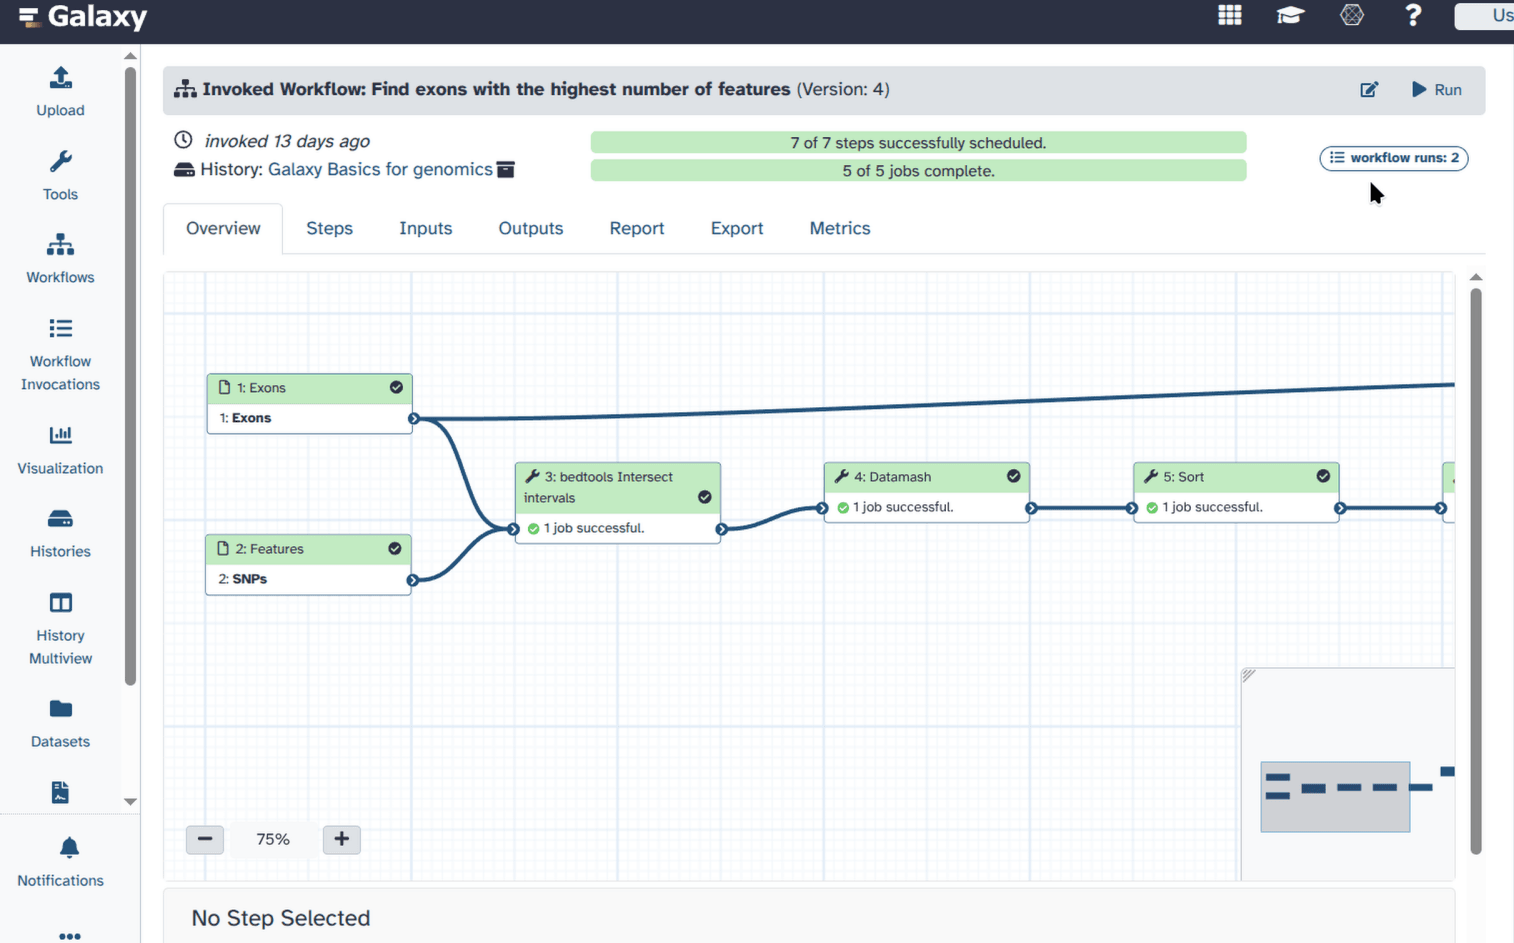 Galaxy
Us
Upload
Tools
Workflows
Workflow
Invocations
Visualization
Histories
History
Multiview
Datasets
Notifications
Invoked Workflow: Find exons with the highest number of features (Version: 4)
Run
invoked 13 days ago
History: Galaxy Basics for genomics
7 of 7 steps successfully scheduled.
5 of 5 jobs complete.
workflow runs: 2
Overview Steps Inputs Outputs Report Export Metrics
1: Exons
1: Exons
2: Features
2: SNPs
3: bedtools Intersect
intervals
1 job successful.
4: Datamash
1 job successful.
5: Sort
1 job successful.
75%
No Step Selected